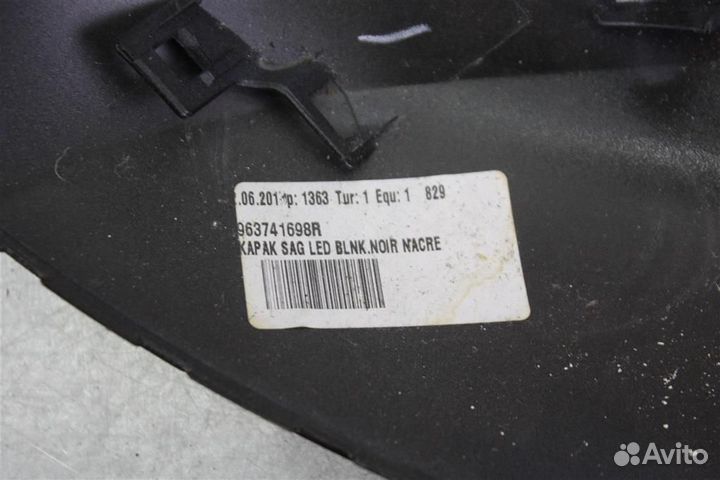 .06.201 p: 1363 Tur: 1 Equ: 1 829
963741698R
KAPAK SAG LED BLNK.NOIR NACRE
Avito